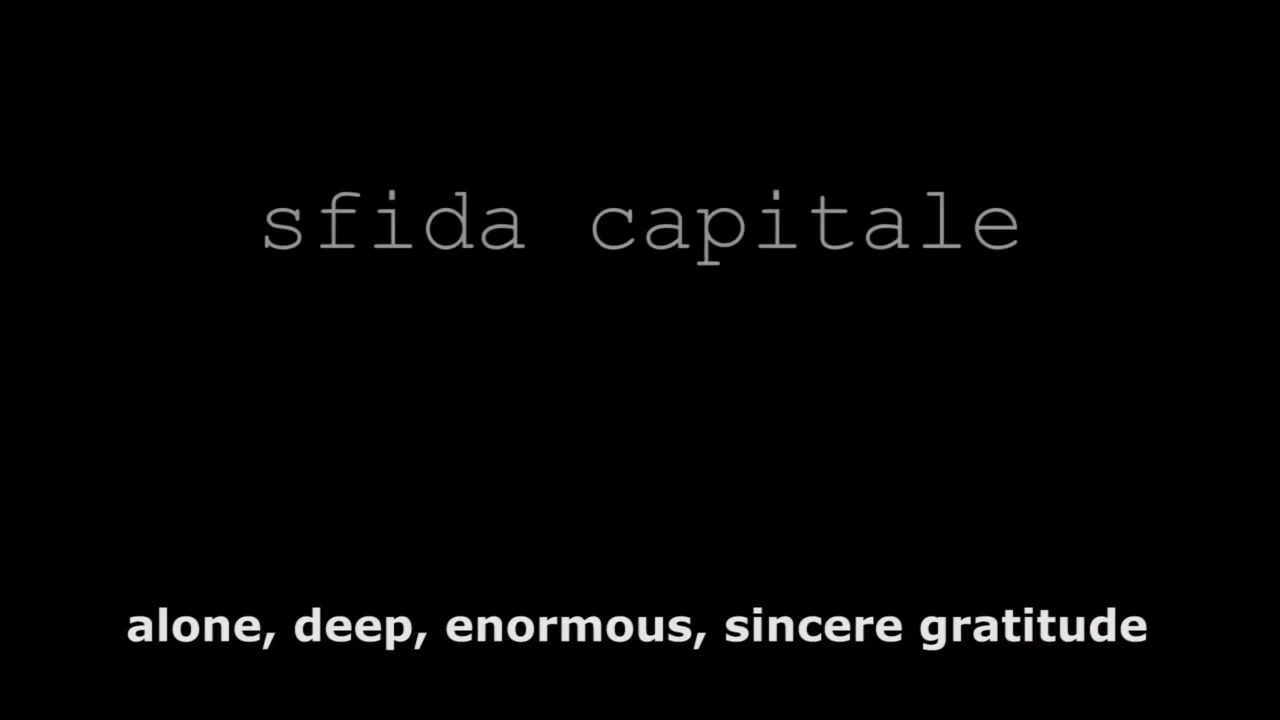 sfida capitale
alone, deep, enormous, sincere gratitude